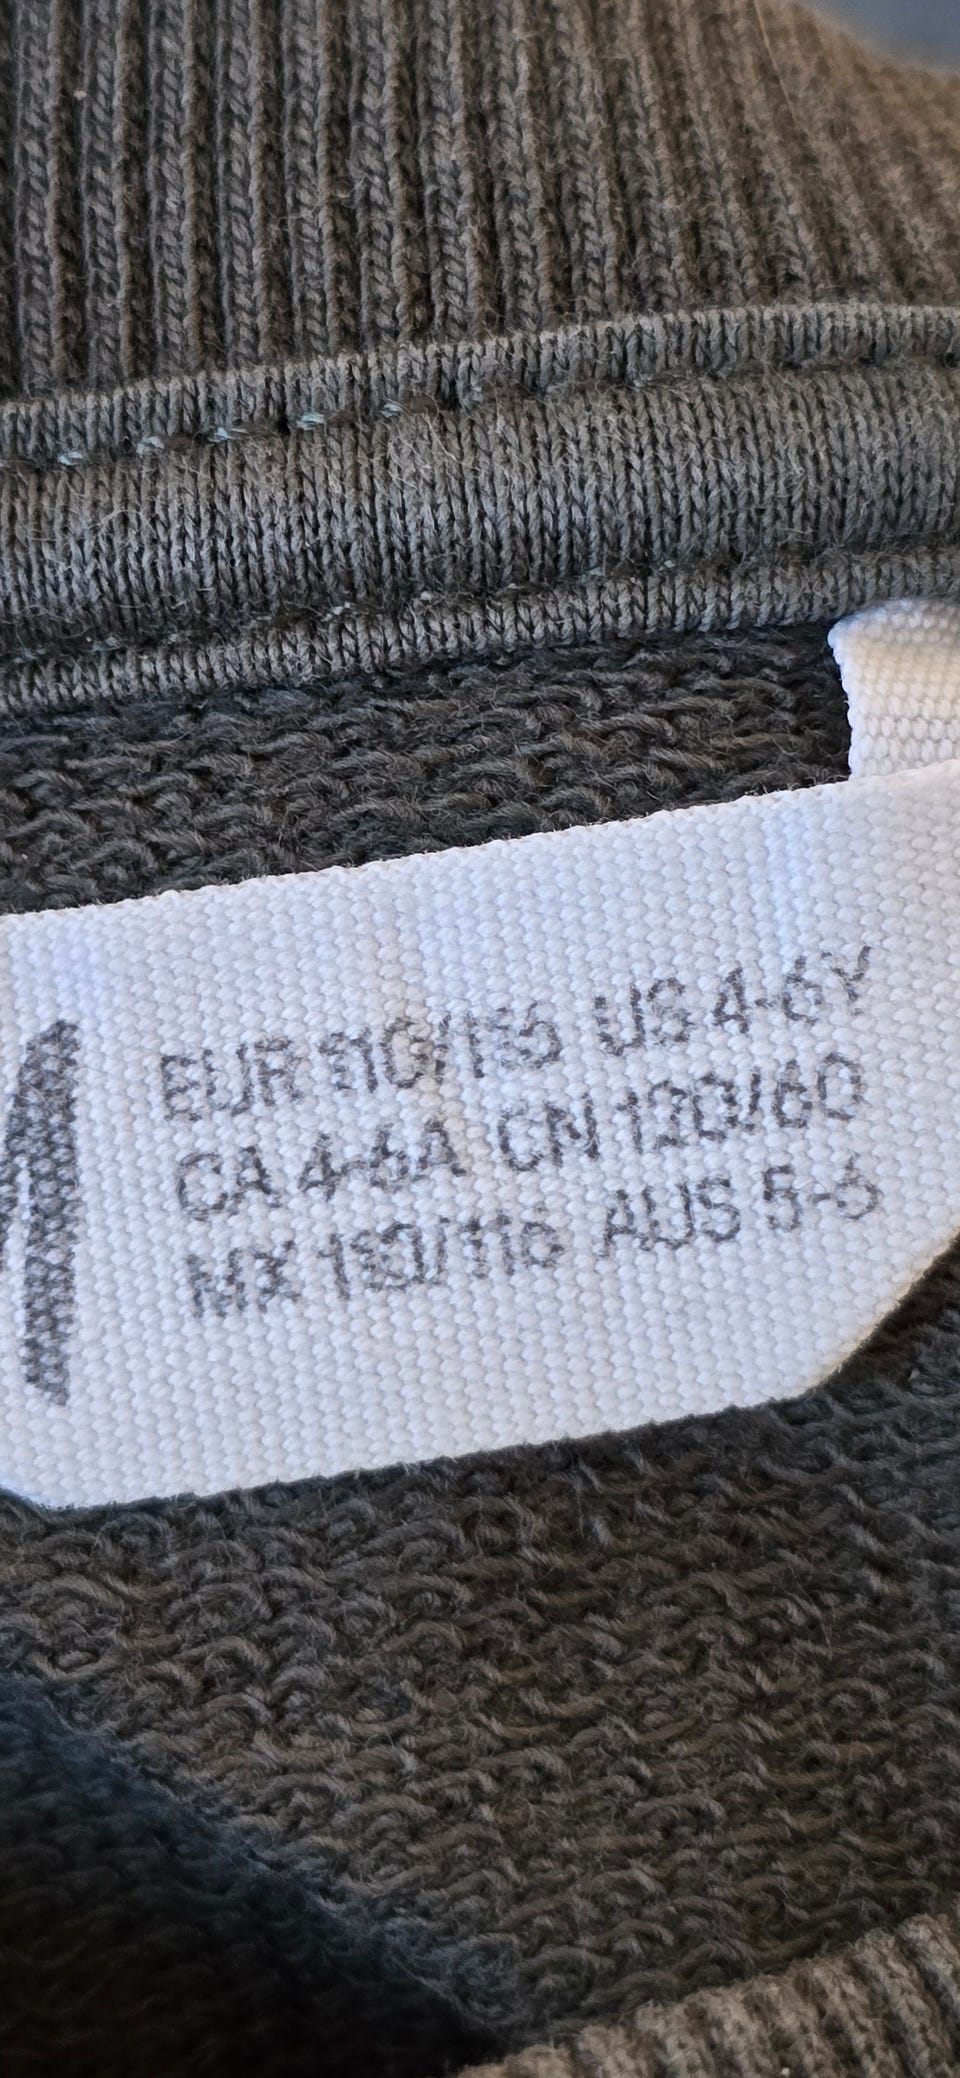 EUR 110/116 US 4-6Y
CA 4-6A CN 120/60
MX 110/116 AUS 5-6